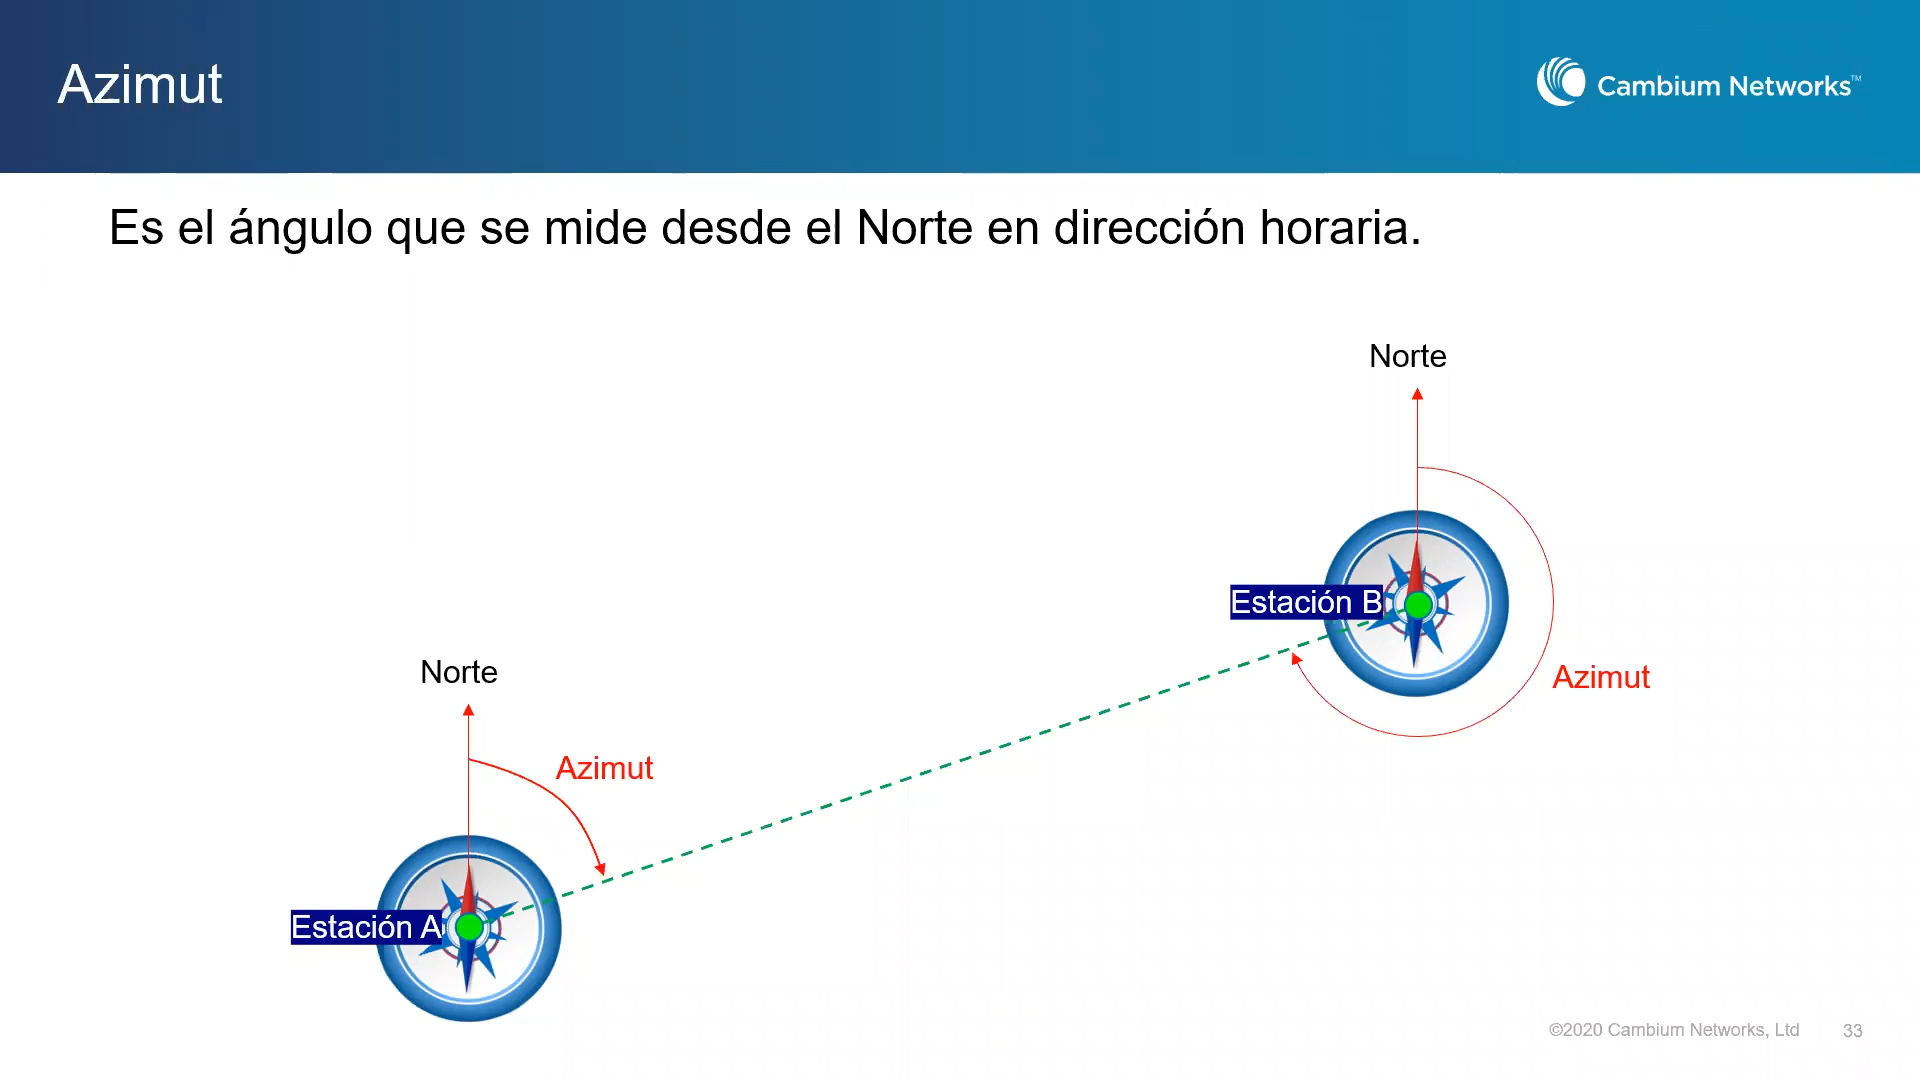 Azimut
Cambium Networks™
Es el ángulo que se mide desde el Norte en dirección horaria.
Norte
Estación B
Azimut
Norte
Azimut
Estación A
©2020 Cambium Networks, Ltd
33